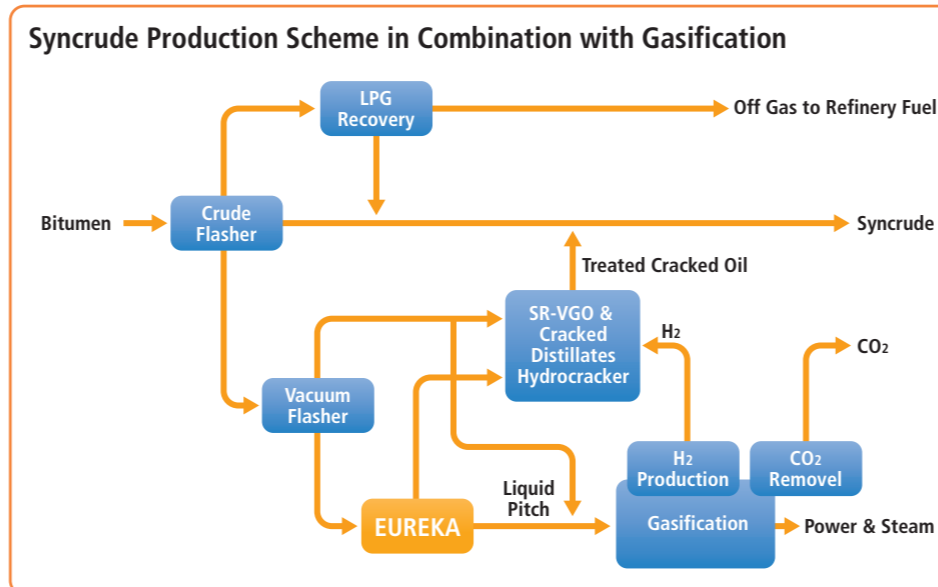 Syncrude Production Scheme in Combination with Gasification
LPG
Recovery
Off Gas to Refinery Fuel
Bitumen
Crude
Flasher
Syncrude
Treated Cracked Oil
SR-VGO &
Cracked
Distillates
Hydrocracker
H2
CO2
Vacuum
Flasher
H2
Production
CO2
Removel
Liquid
Pitch
EUREKA
Gasification
Power & Steam